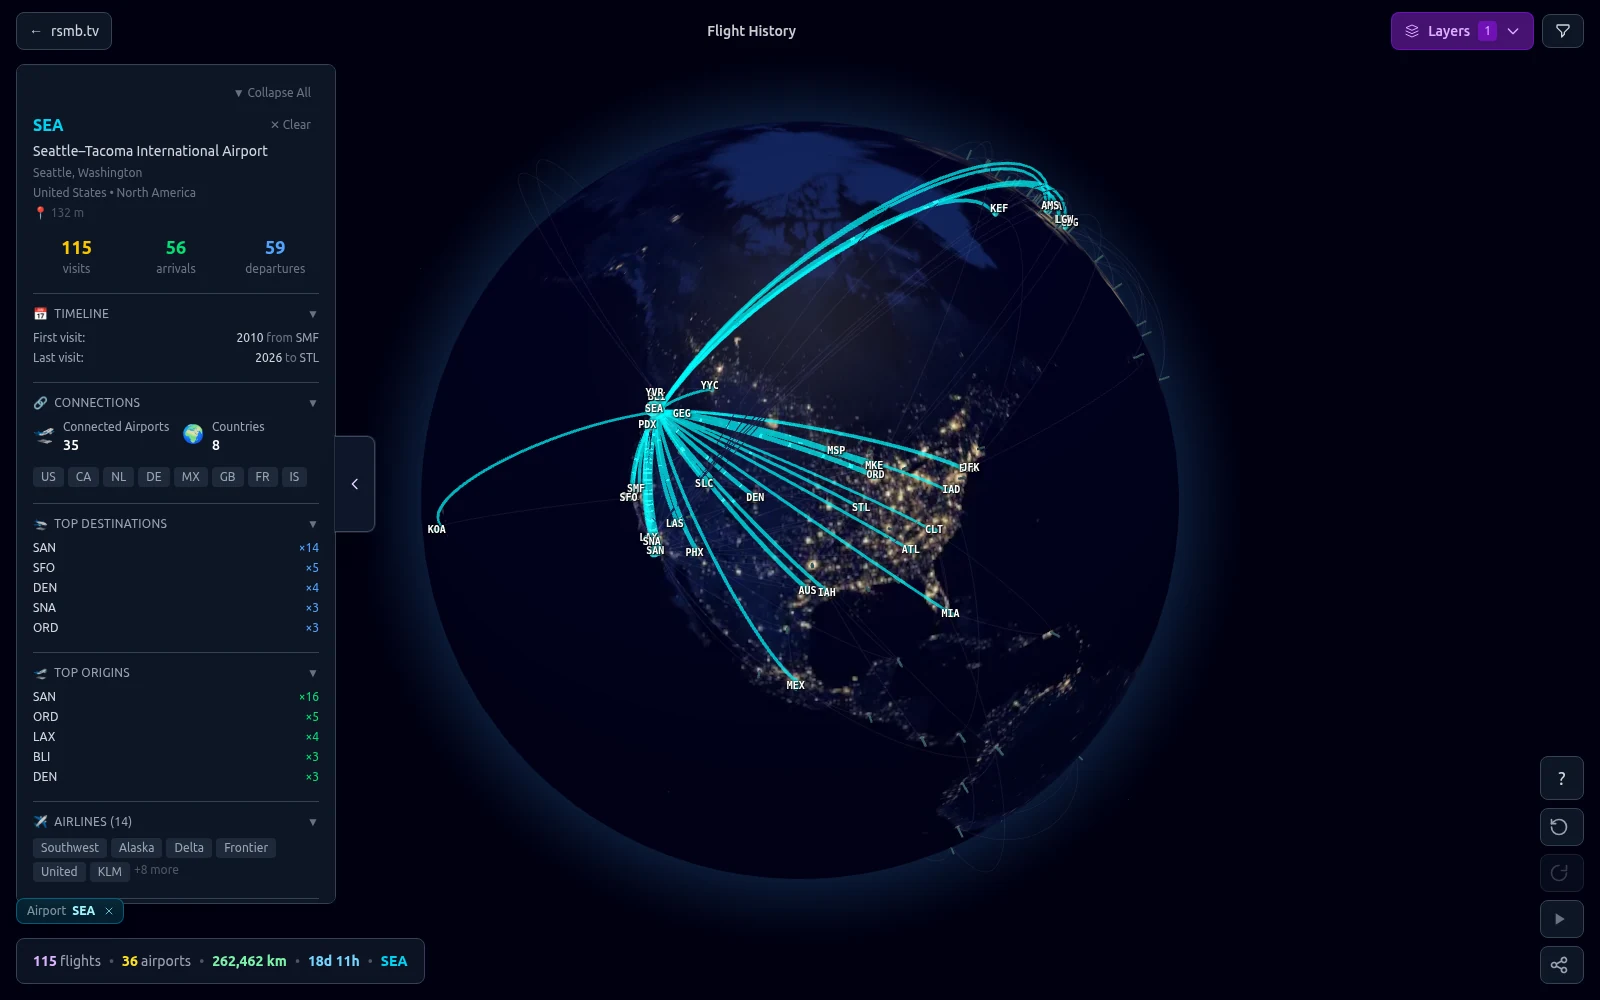 ← rsmb.tv
Flight History
Layers 1
▼ Collapse All
SEA
✕ Clear
Seattle–Tacoma International Airport
Seattle, Washington
United States • North America
132 m
115
56
59
visits
arrivals
departures
TIMELINE
First visit:
2010 from SMF
Last visit:
2026 to STL
CONNECTIONS
Connected Airports
35
Countries
8
US CA NL DE MX GB FR IS
TOP DESTINATIONS
SAN ×14
SFO ×5
DEN ×4
SNA ×3
ORD ×3
TOP ORIGINS
SAN ×16
ORD ×5
LAX ×4
BLI ×3
DEN ×3
AIRLINES (14)
Southwest Alaska Delta Frontier
United KLM +8 more
Airport SEA ×
115 flights • 36 airports • 262,462 km • 18d 11h • SEA
KEF
AMS
LGW
YVR
YYC
SEA
GEG
PDX
MSP
MKE
ORD
JFK
IAD
SLC
SMF
SFO
DEN
STL
KOA
LAS
CLT
SNA
SAN
PHX
ATL
AUS
IAH
MIA
MEX
?